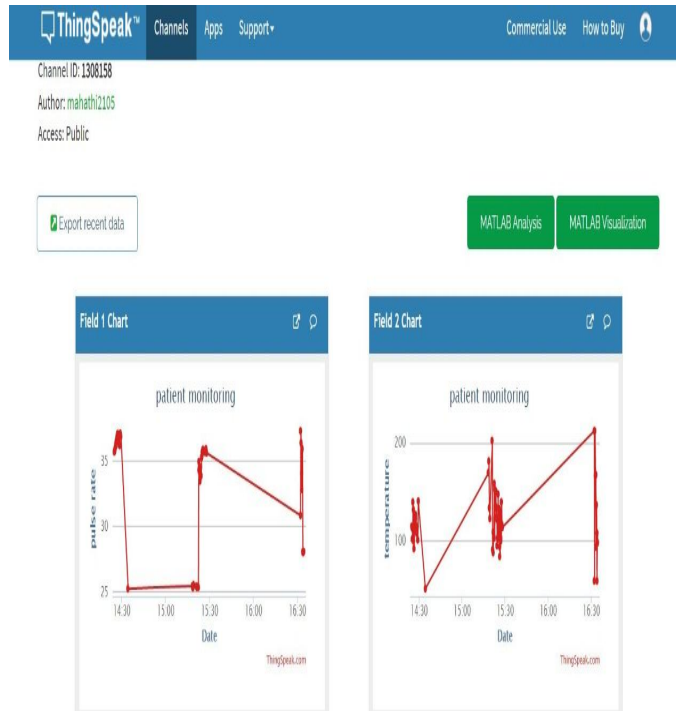 ThingSpeak™ Channels Apps Support▾ Commercial Use How to Buy
Channel ID: 1308158
Author: mahathi2105
Access: Public
Export recent data
MATLAB Analysis
MATLAB Visualization
Field 1 Chart
patient monitoring
pulse rate
35
30
25
14:30 15:00 15:30 16:00 16:30
Date
ThingSpeak.com
Field 2 Chart
patient monitoring
temperature
200
100
14:30 15:00 15:30 16:00 16:30
Date
ThingSpeak.com